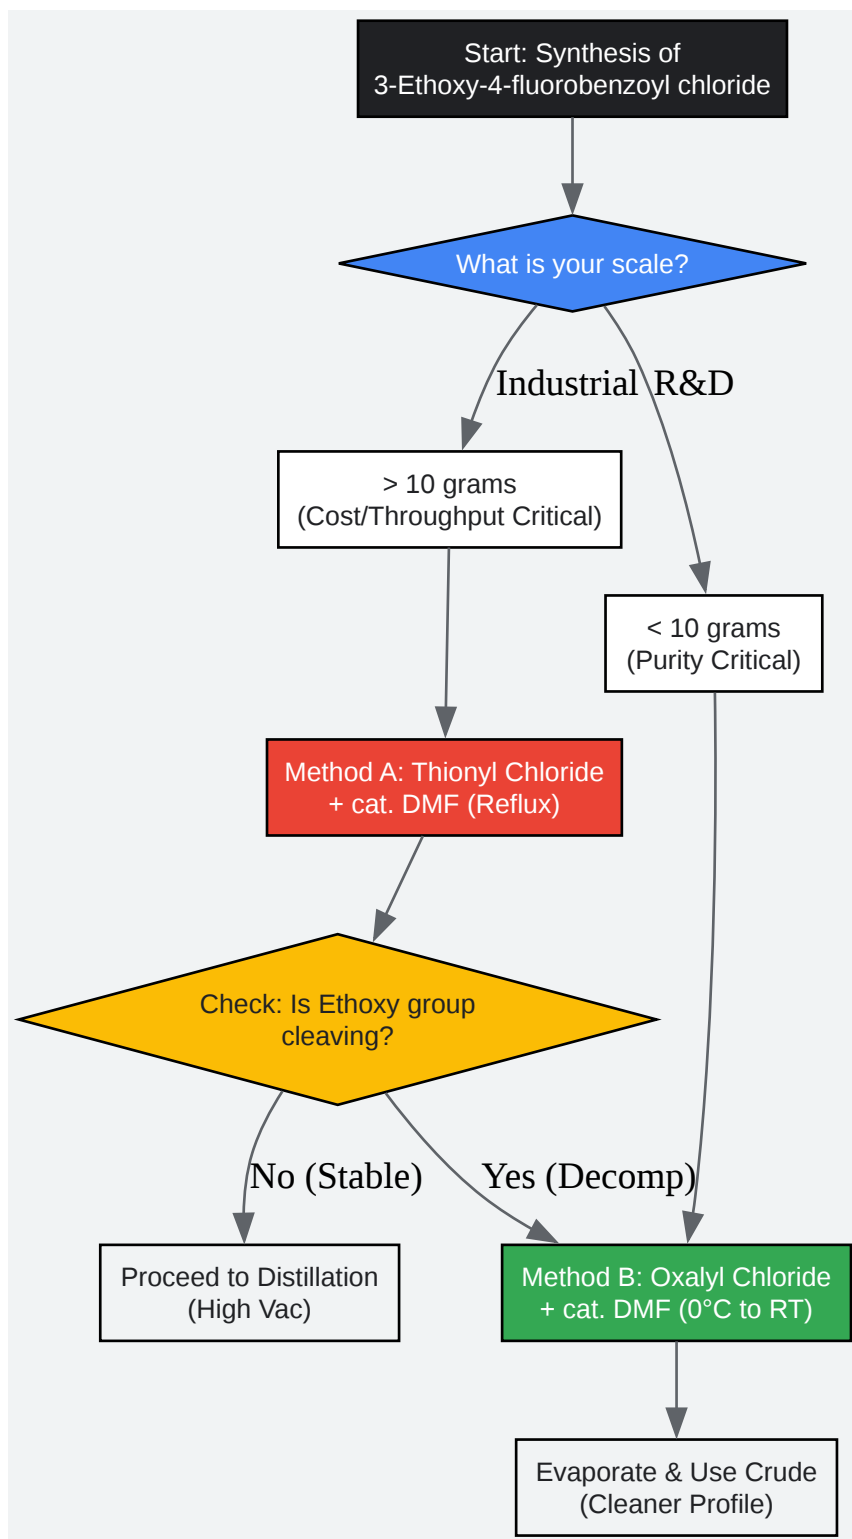 Start: Synthesis of
3-Ethoxy-4-fluorobenzoyl chloride
What is your scale?
Industrial
R&D
> 10 grams
(Cost/Throughput Critical)
< 10 grams
(Purity Critical)
Method A: Thionyl Chloride
+ cat. DMF (Reflux)
Check: Is Ethoxy group
cleaving?
No (Stable)
Yes (Decomp)
Proceed to Distillation
(High Vac)
Method B: Oxalyl Chloride
+ cat. DMF (0°C to RT)
Evaporate & Use Crude
(Cleaner Profile)